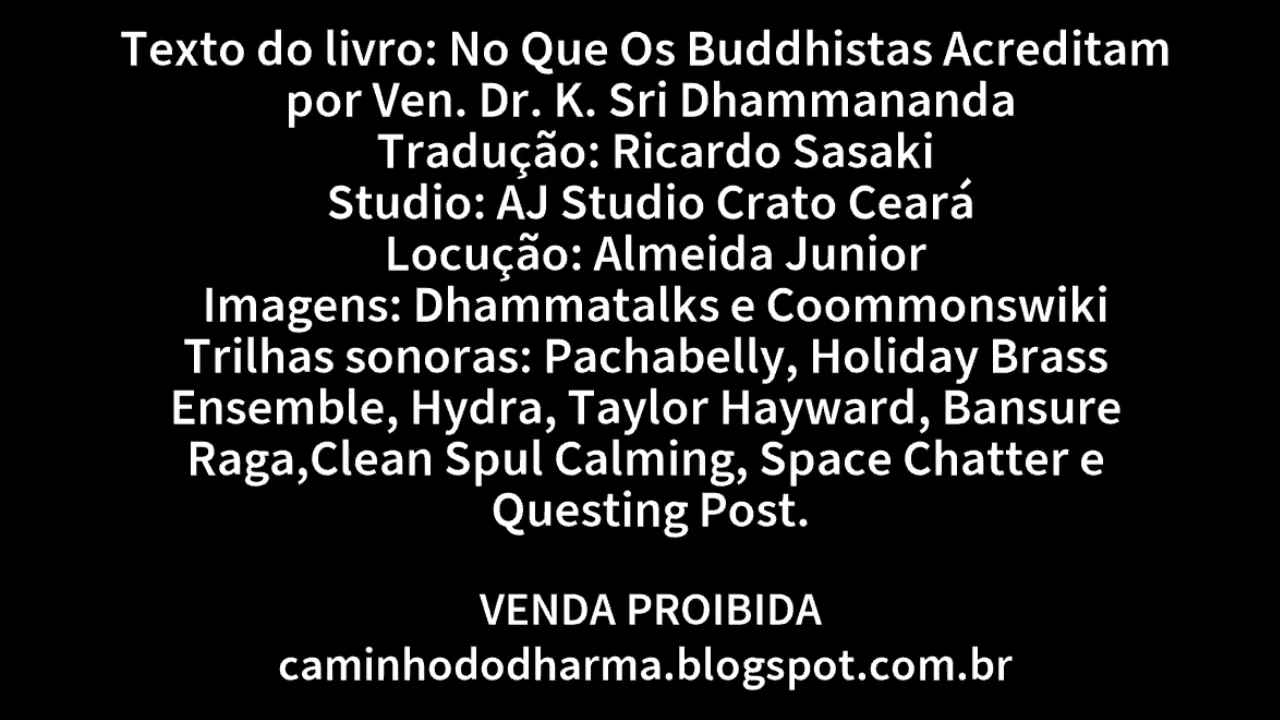 Texto do livro: No Que Os Buddhistas Acreditam
por Ven. Dr. K. Sri Dhammananda
Tradução: Ricardo Sasaki
Studio: AJ Studio Crato Ceará
Locução: Almeida Junior
Imagens: Dhammatalks e Coommonswiki
Trilhas sonoras: Pachabelly, Holiday Brass
Ensemble, Hydra, Taylor Hayward, Bansure
Raga,Clean Spul Calming, Space Chatter e
Questing Post.
VENDA PROIBIDA
caminhododharma.blogspot.com.br